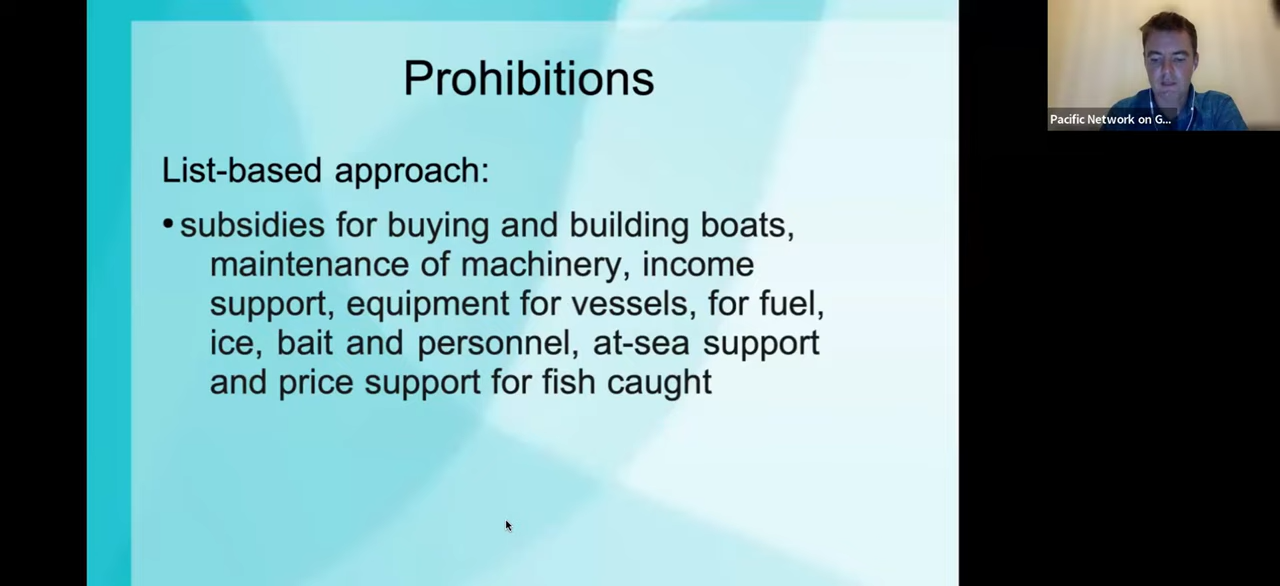 Prohibitions
List-based approach:
• subsidies for buying and building boats,
maintenance of machinery, income
support, equipment for vessels, for fuel,
ice, bait and personnel, at-sea support
and price support for fish caught
Pacific Network on G...